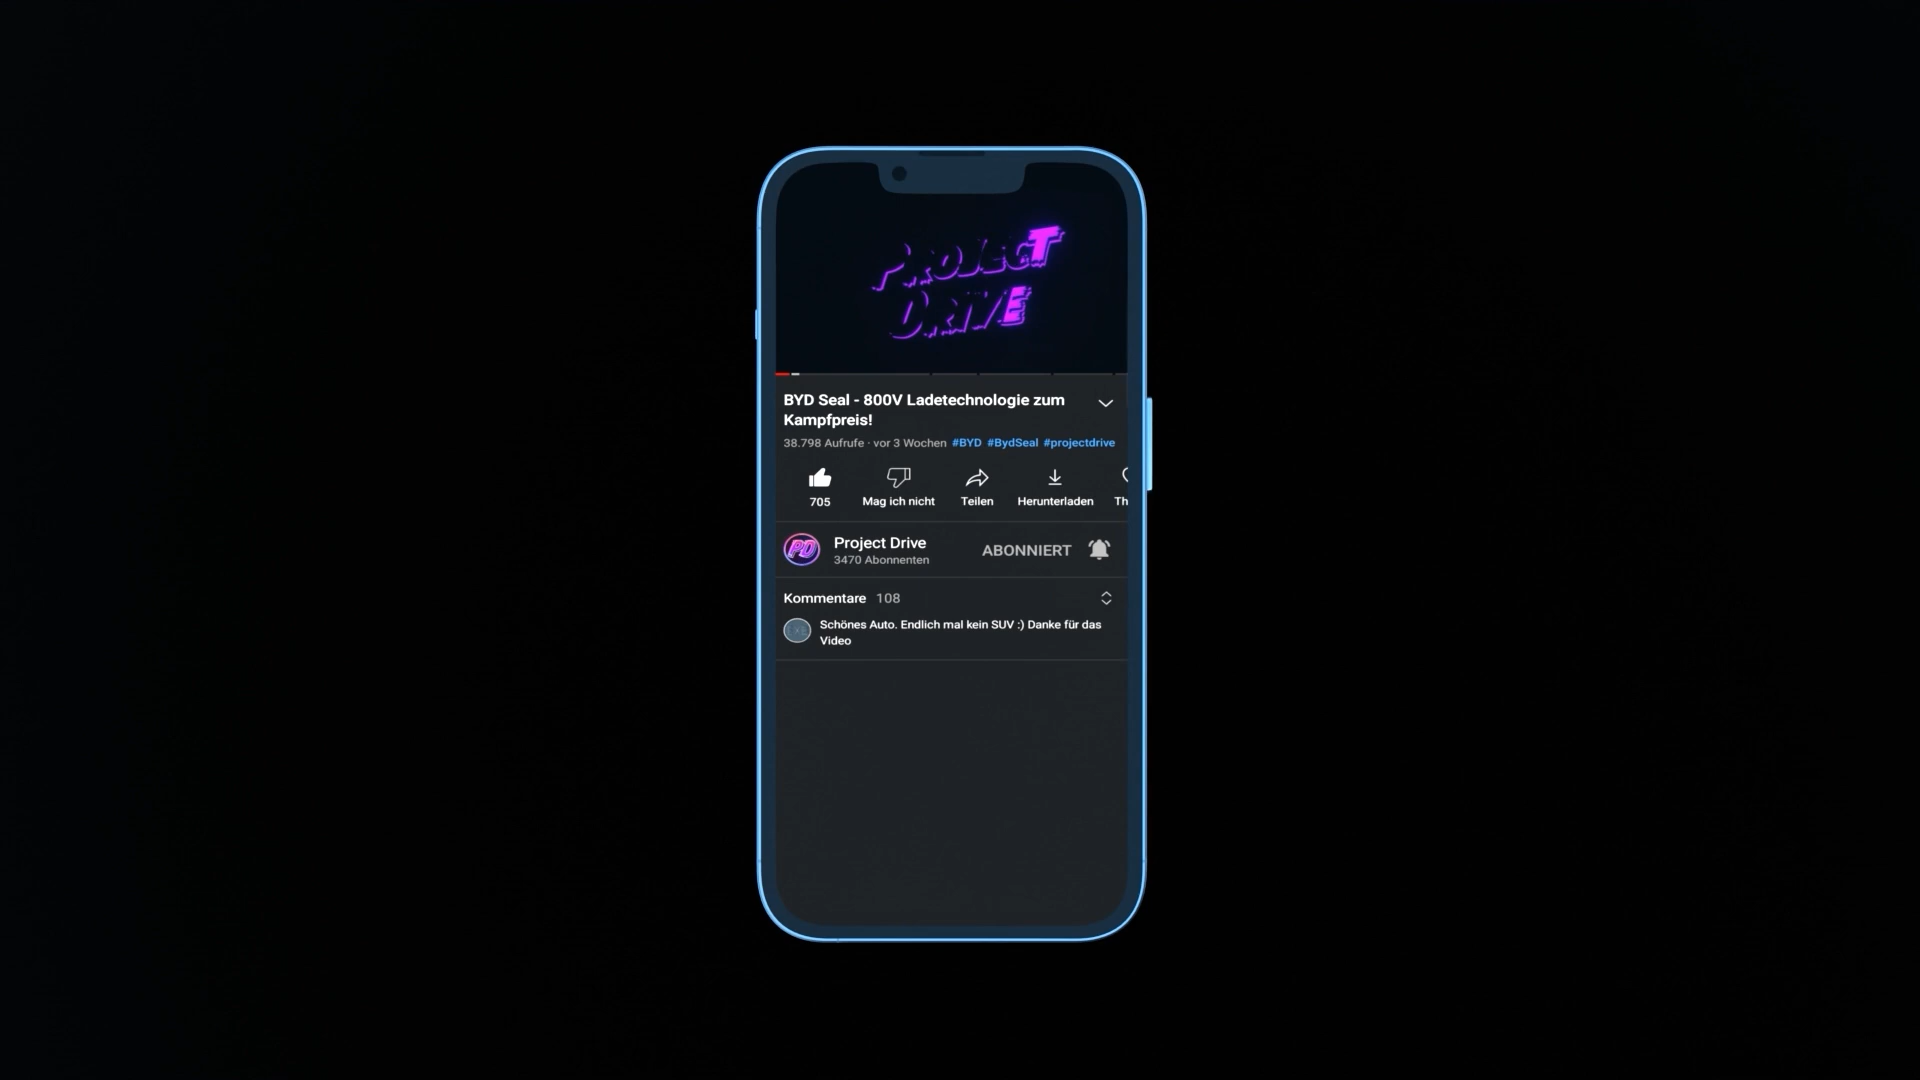 PROJECT
DRIVE
BYD Seal - 800V Ladetechnologie zum
Kampfpreis!
38.798 Aufrufe · vor 3 Wochen #BYD #BydSeal #projectdrive
705 Mag ich nicht Teilen Herunterladen Th
PD Project Drive
3470 Abonnenten
ABONNIERT
Kommentare 108
Schönes Auto. Endlich mal kein SUV :) Danke für das
Video